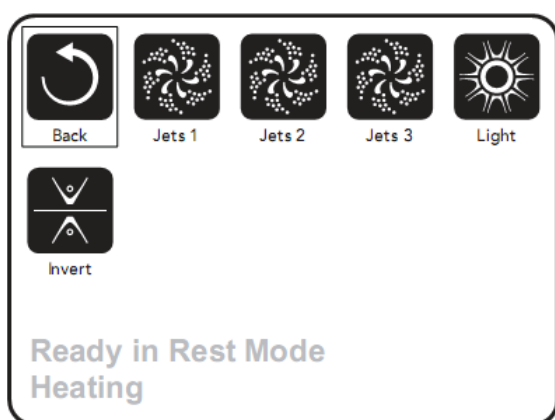 Back Jets 1 Jets 2 Jets 3 Light
Invert
Ready in Rest Mode
Heating